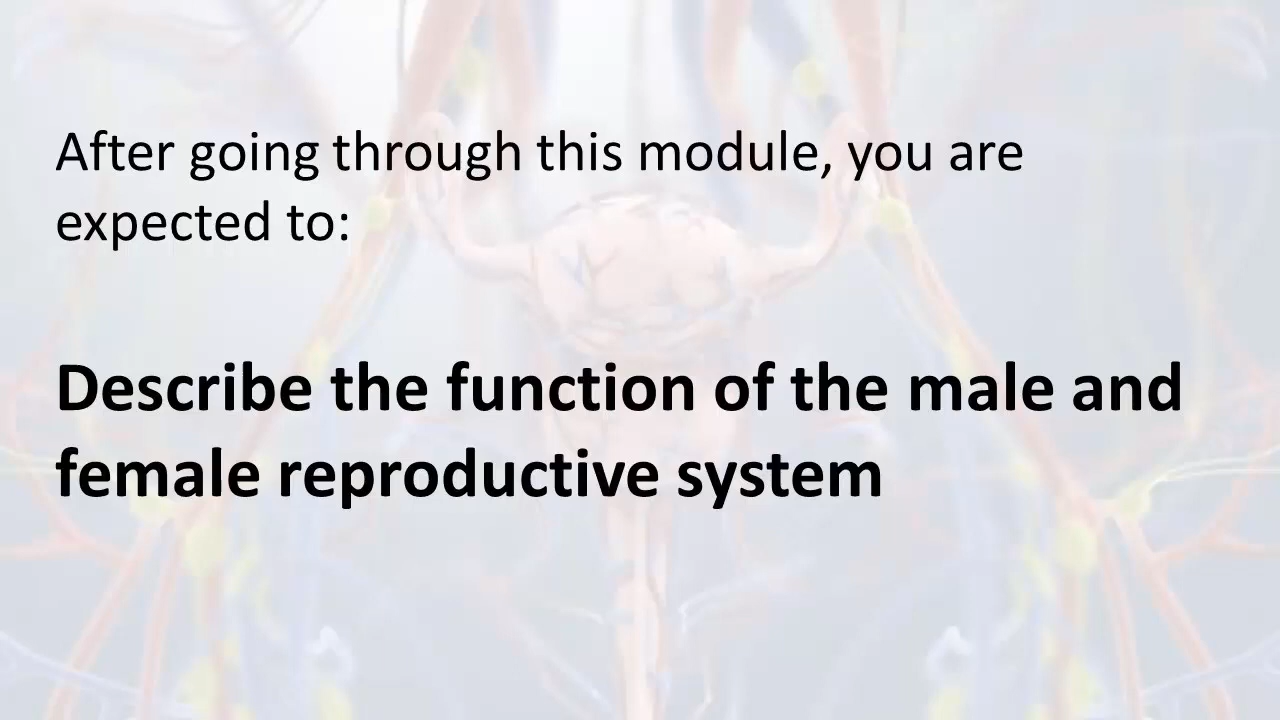 After going through this module, you are
expected to:
Describe the function of the male and
female reproductive system